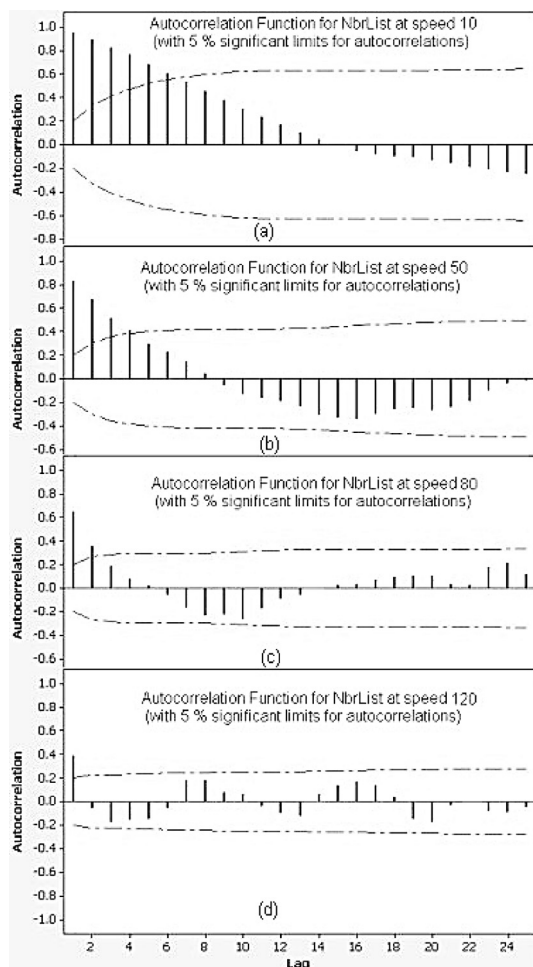 Autocorrelation Function for NbrList at speed 10
(with 5 % significant limits for autocorrelations)
Autocorrelation
1.0
0.8
0.6
0.4
0.2
0.0
-0.2
-0.4
-0.6
-0.8
(a)
Autocorrelation Function for NbrList at speed 50
(with 5 % significant limits for autocorrelations)
Autocorrelation
1.0
0.8
0.6
0.4
0.2
0.0
-0.2
-0.4
-0.6
(b)
Autocorrelation Function for NbrList at speed 80
(with 5 % significant limits for autocorrelations)
Autocorrelation
1.0
0.8
0.6
0.4
0.2
0.0
-0.2
-0.4
-0.6
(c)
Autocorrelation Function for NbrList at speed 120
(with 5 % significant limits for autocorrelations)
Autocorrelation
1.0
0.8
0.6
0.4
0.2
0.0
-0.2
-0.4
-0.6
-0.8
-1.0
(d)
2 4 6 8 10 12 14 16 18 20 22 24
Lag